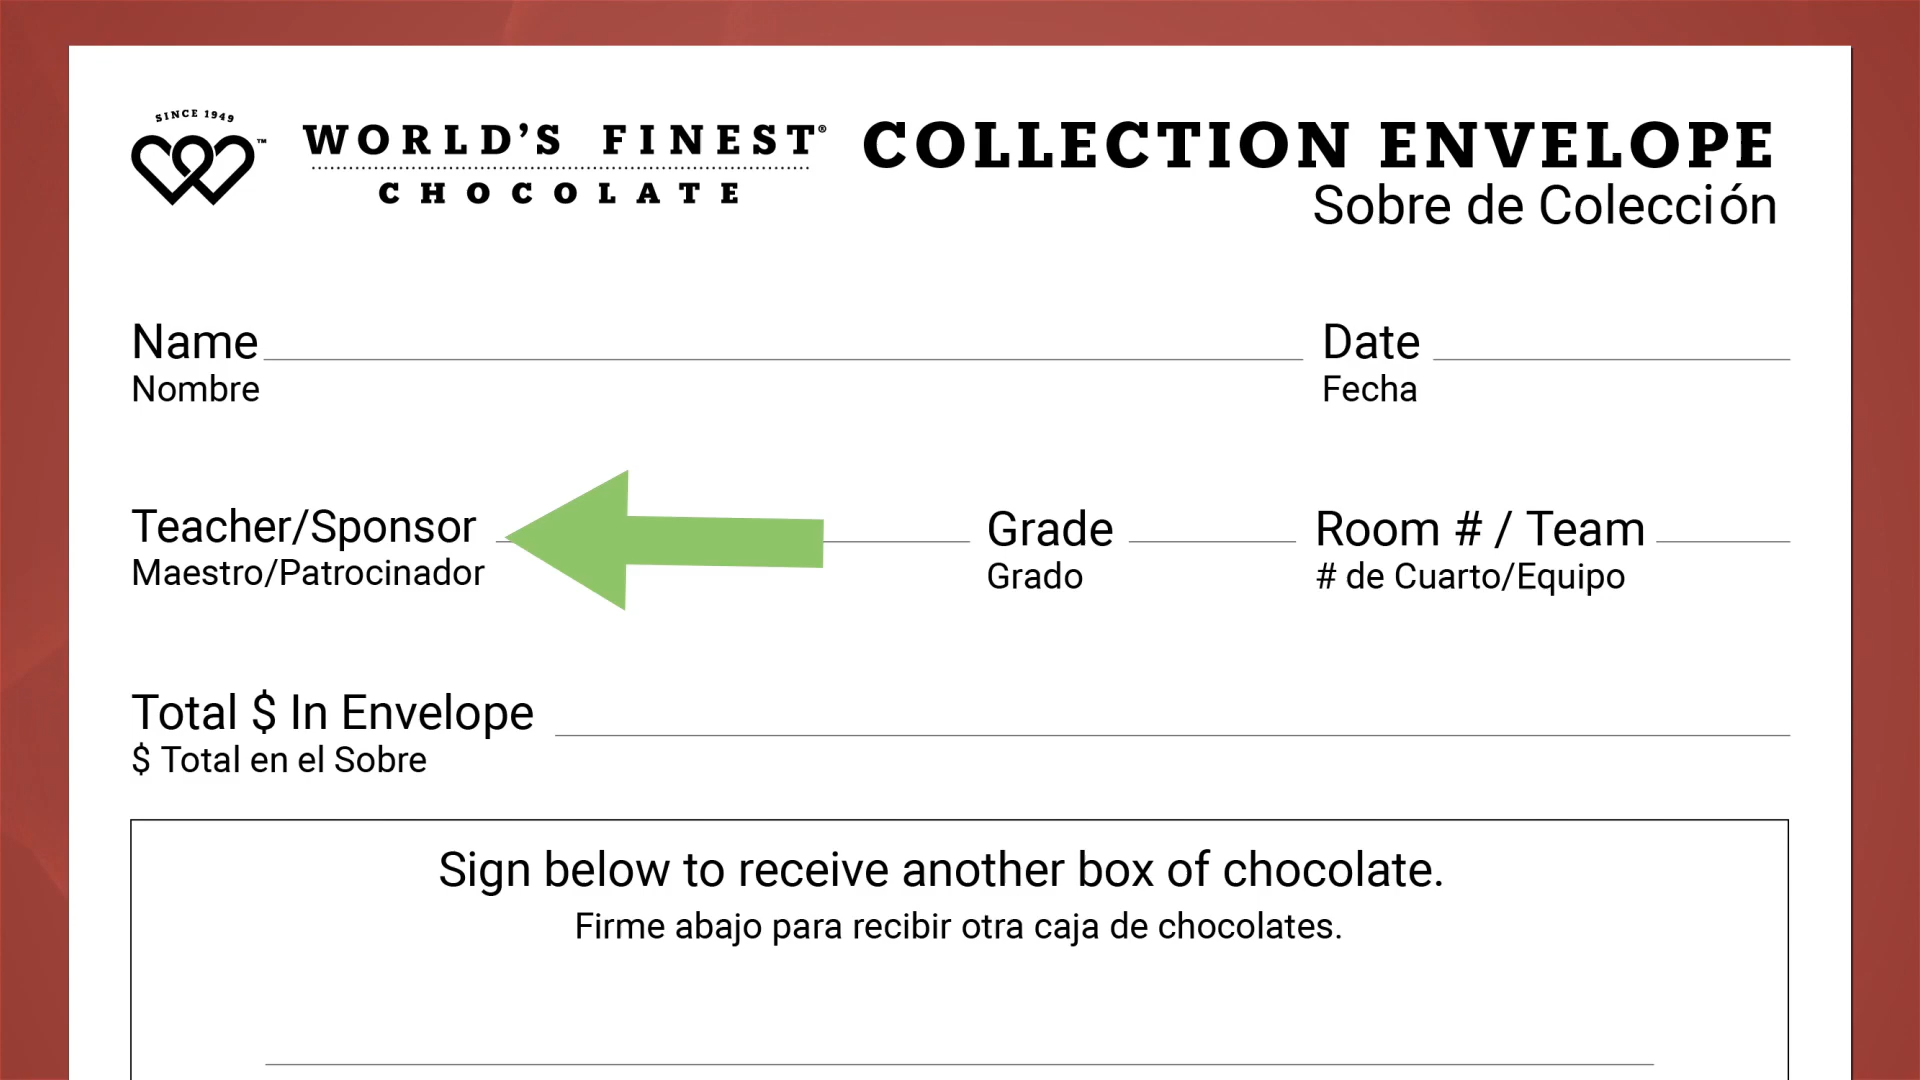 SINCE 1949
WORLD'S FINEST®
CHOCOLATE
COLLECTION ENVELOPE
Sobre de Colección
Name
Date
Nombre
Fecha
Teacher/Sponsor
Grade
Room # / Team
Maestro/Patrocinador
Grado
# de Cuarto/Equipo
Total $ In Envelope
$ Total en el Sobre
Sign below to receive another box of chocolate.
Firme abajo para recibir otra caja de chocolates.